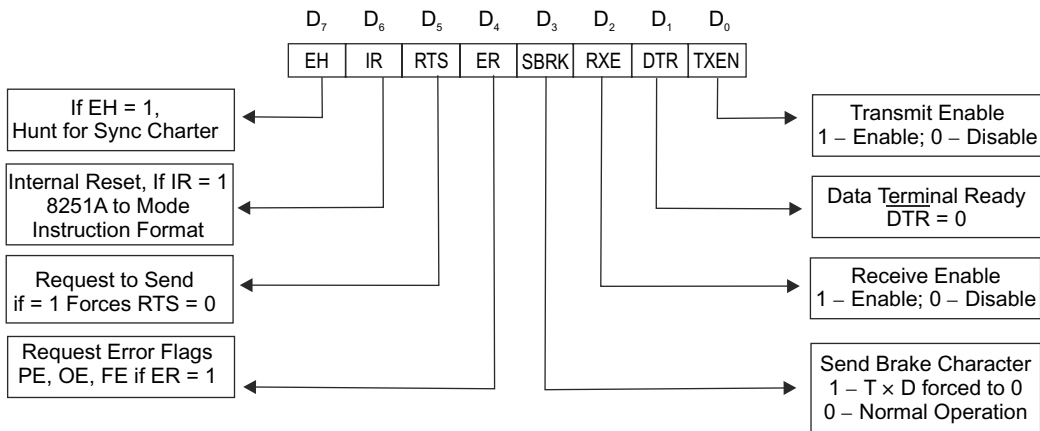 D₇ D₆ D₅ D₄ D₃ D₂ D₁ D₀
EH IR RTS ER SBRK RXE DTR TXEN
If EH = 1,
Hunt for Sync Charter
Internal Reset, If IR = 1
8251A to Mode
Instruction Format
Request to Send
if = 1 Forces RTS = 0
Request Error Flags
PE, OE, FE if ER = 1
Transmit Enable
1 – Enable; 0 – Disable
Data Terminal Ready
D̅T̅R̅ = 0
Receive Enable
1 – Enable; 0 – Disable
Send Brake Character
1 – T × D forced to 0
0 – Normal Operation